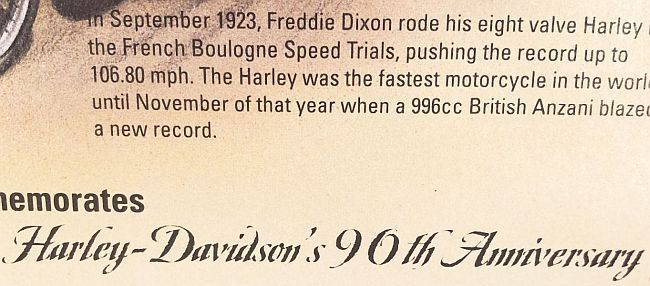 In September 1923, Freddie Dixon rode his eight valve Harley
the French Boulogne Speed Trials, pushing the record up to
106.80 mph. The Harley was the fastest motorcycle in the world
until November of that year when a 996cc British Anzani blazed
a new record.
memorates
Harley-Davidson's 90th Anniversary